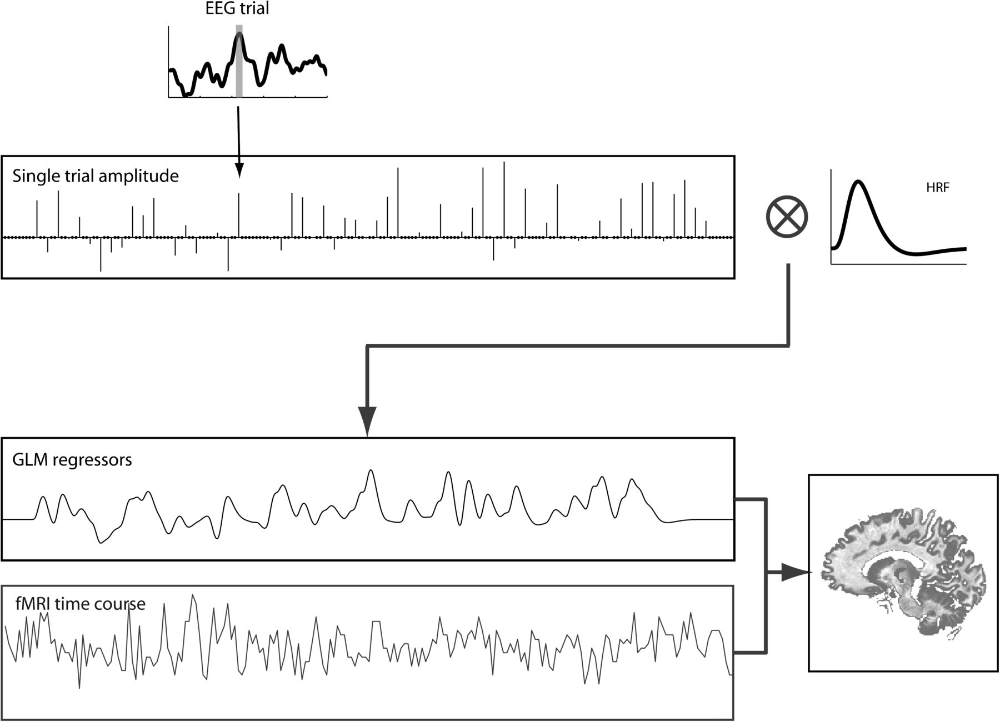 EEG trial
Single trial amplitude
HRF
GLM regressors
fMRI time course